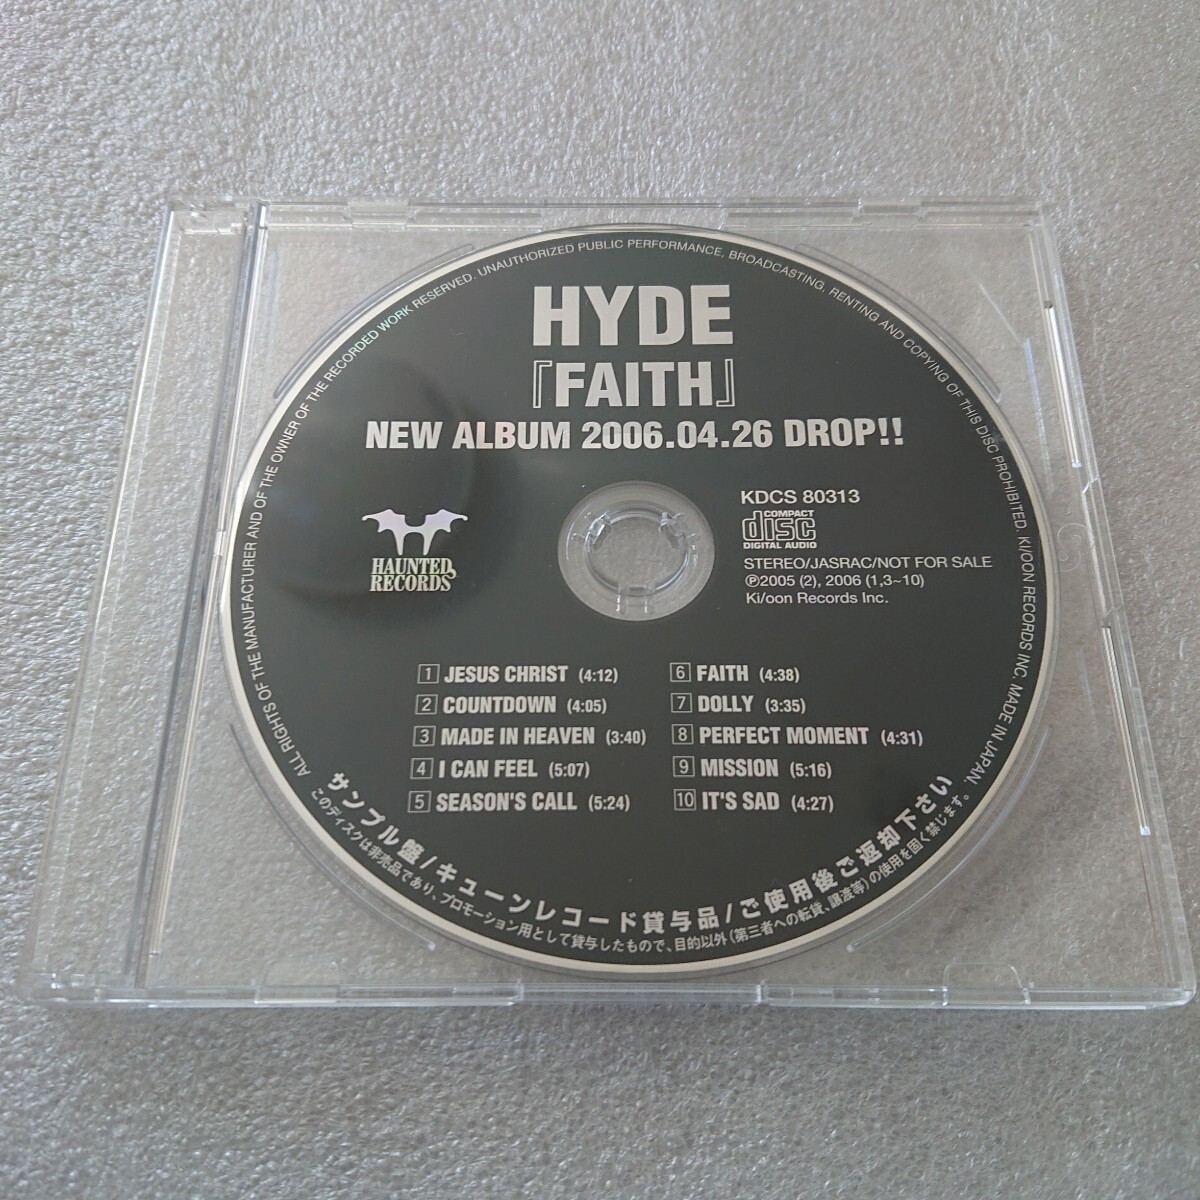 HYDE
『FAITH』
NEW ALBUM 2006.04.26 DROP!!
HAUNTED
RECORDS
KDCS 80313
COMPACT
disc
DIGITAL AUDIO
STEREO/JASRAC/NOT FOR SALE
Ⓟ2005 (2), 2006 (1,3~10)
Ki/oon Records Inc.
1 JESUS CHRIST (4:12)
2 COUNTDOWN (4:05)
3 MADE IN HEAVEN (3:40)
4 I CAN FEEL (5:07)
5 SEASON'S CALL (5:24)
6 FAITH (4:38)
7 DOLLY (3:35)
8 PERFECT MOMENT (4:31)
9 MISSION (5:16)
10 IT'S SAD (4:27)
サンプル盤/キューンレコード貸与品/ご使用後ご返却下さい
このディスクは非売品であり、プロモーション用として貸与したもので、目的以外(第三者への転貸、譲渡等)の使用を固く禁じます。
ALL RIGHTS OF THE MANUFACTURER AND OF THE OWNER OF THE RECORDED WORK RESERVED. UNAUTHORIZED PUBLIC PERFORMANCE, BROADCASTING, RENTING AND COPYING OF THIS DISC PROHIBITED. KI/OON RECORDS INC. MADE IN JAPAN.